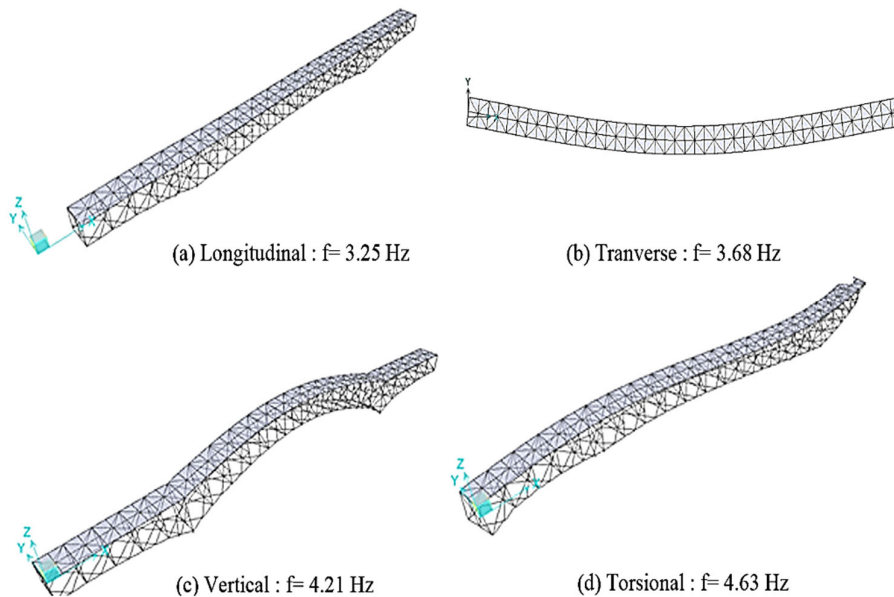 Z
Y
X
(a) Longitudinal : f= 3.25 Hz
Y
(b) Tranverse : f= 3.68 Hz
Z
Y
X
(c) Vertical : f= 4.21 Hz
Z
Y
X
(d) Torsional : f= 4.63 Hz